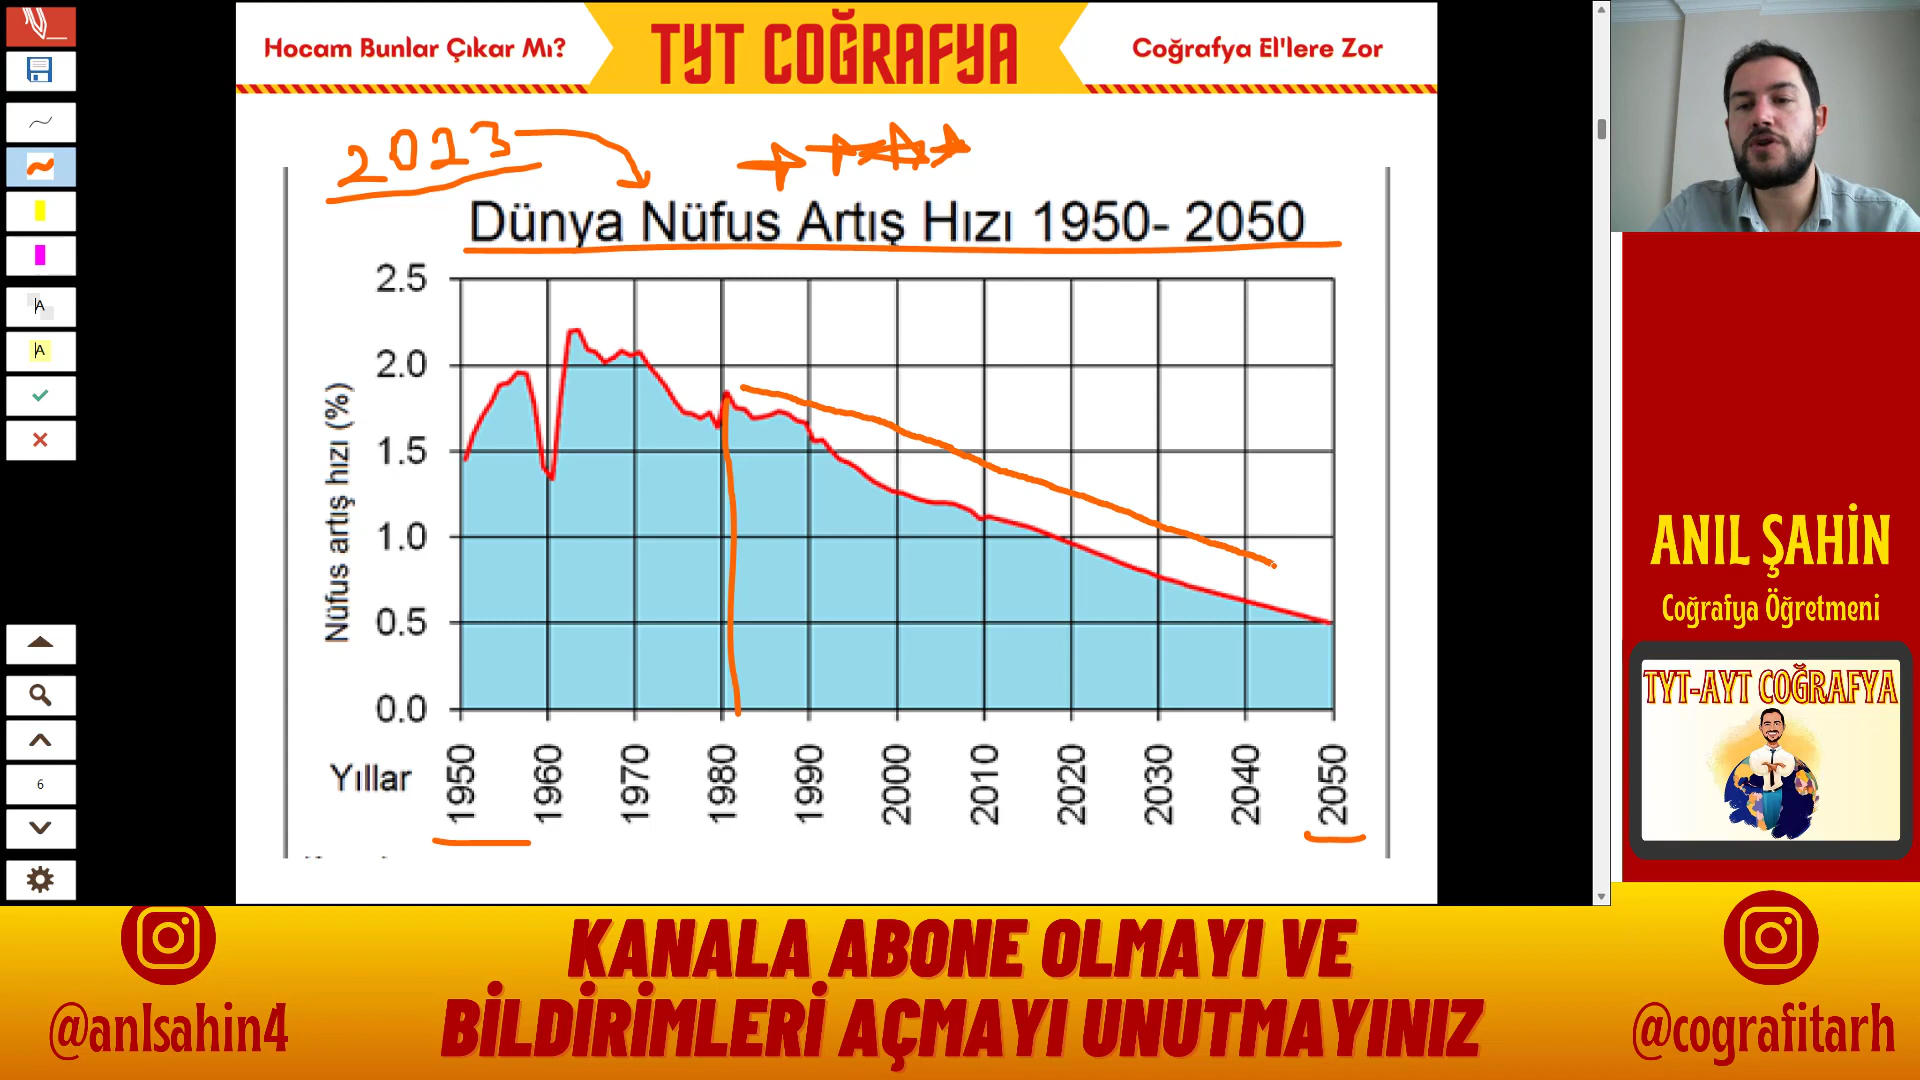 Hocam Bunlar Çıkar Mı?
TYT COĞRAFYA
Coğrafya El'lere Zor
2013
Dünya Nüfus Artış Hızı 1950- 2050
Nüfus artış hızı (%)
2.5
2.0
1.5
1.0
0.5
0.0
Yıllar
1950 1960 1970 1980 1990 2000 2010 2020 2030 2040 2050
A
A
6
ANIL ŞAHİN
Coğrafya Öğretmeni
TYT-AYT COĞRAFYA
KANALA ABONE OLMAYI VE
BİLDİRİMLERİ AÇMAYI UNUTMAYINIZ
@anlsahin4
@cografitarh